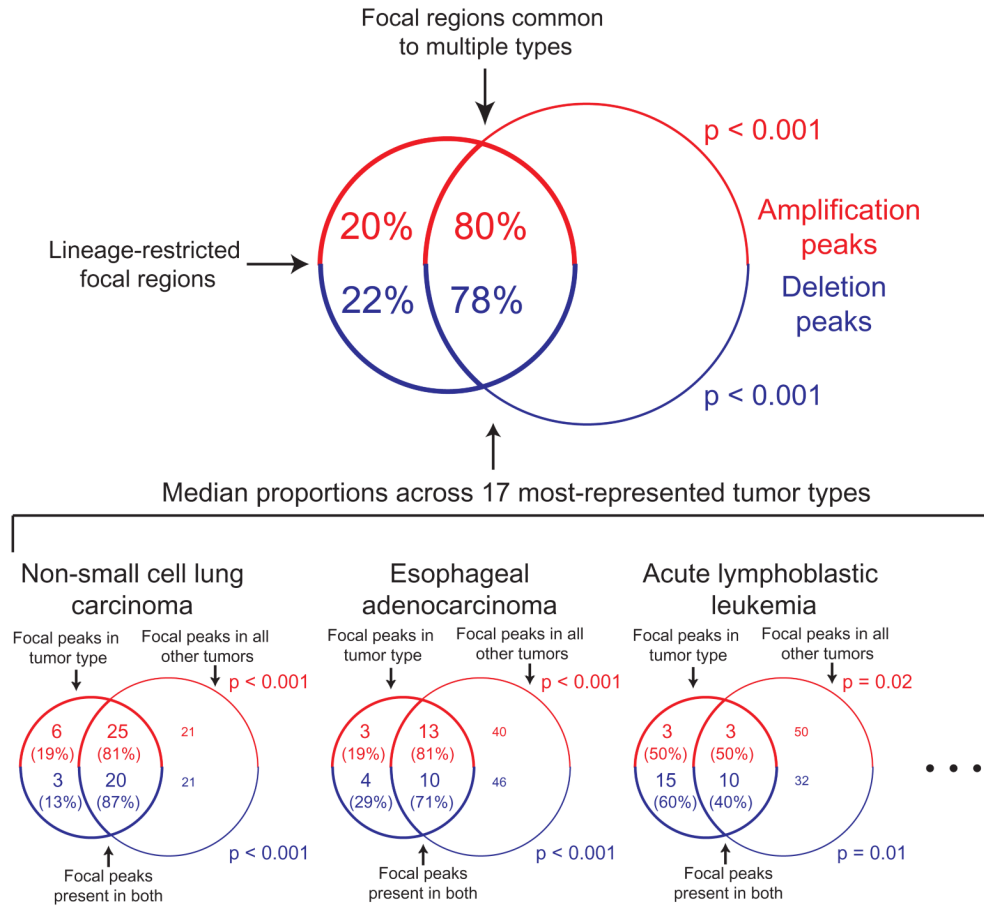 Focal regions common
to multiple types
p < 0.001
20%
80%
Amplification
peaks
Lineage-restricted
focal regions
22%
78%
Deletion
peaks
p < 0.001
Median proportions across 17 most-represented tumor types
Non-small cell lung
carcinoma
Focal peaks in
tumor type
Focal peaks in all
other tumors
p < 0.001
6
(19%)
25
(81%)
21
3
(13%)
20
(87%)
21
p < 0.001
Focal peaks
present in both
Esophageal
adenocarcinoma
Focal peaks in
tumor type
Focal peaks in all
other tumors
p < 0.001
3
(19%)
13
(81%)
40
4
(29%)
10
(71%)
46
p < 0.001
Focal peaks
present in both
Acute lymphoblastic
leukemia
Focal peaks in
tumor type
Focal peaks in all
other tumors
p = 0.02
3
(50%)
3
(50%)
50
15
(60%)
10
(40%)
32
p = 0.01
Focal peaks
present in both
• • •